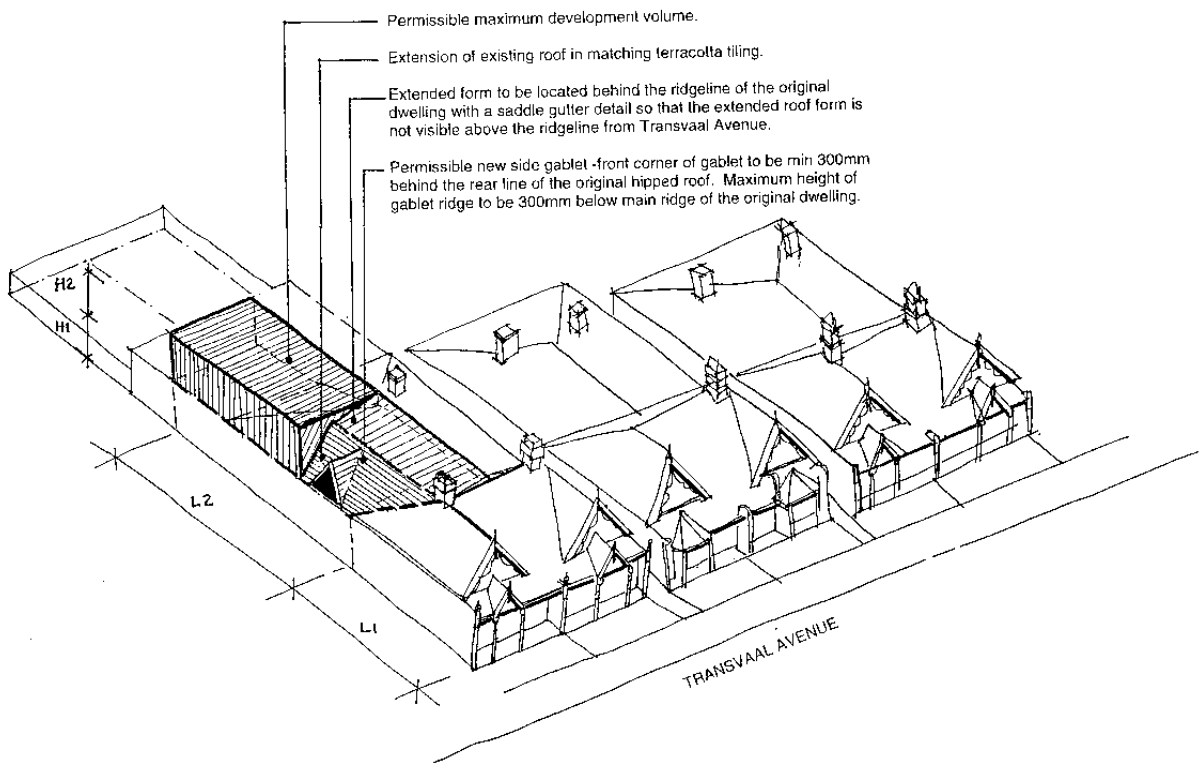 Permissible maximum development volume.
Extension of existing roof in matching terracotta tiling.
Extended form to be located behind the ridgeline of the original
dwelling with a saddle gutter detail so that the extended roof form is
not visible above the ridgeline from Transvaal Avenue.
Permissible new side gablet -front corner of gablet to be min 300mm
behind the rear line of the original hipped roof. Maximum height of
gablet ridge to be 300mm below main ridge of the original dwelling.
H2
H1
L2
L1
TRANSVAAL AVENUE